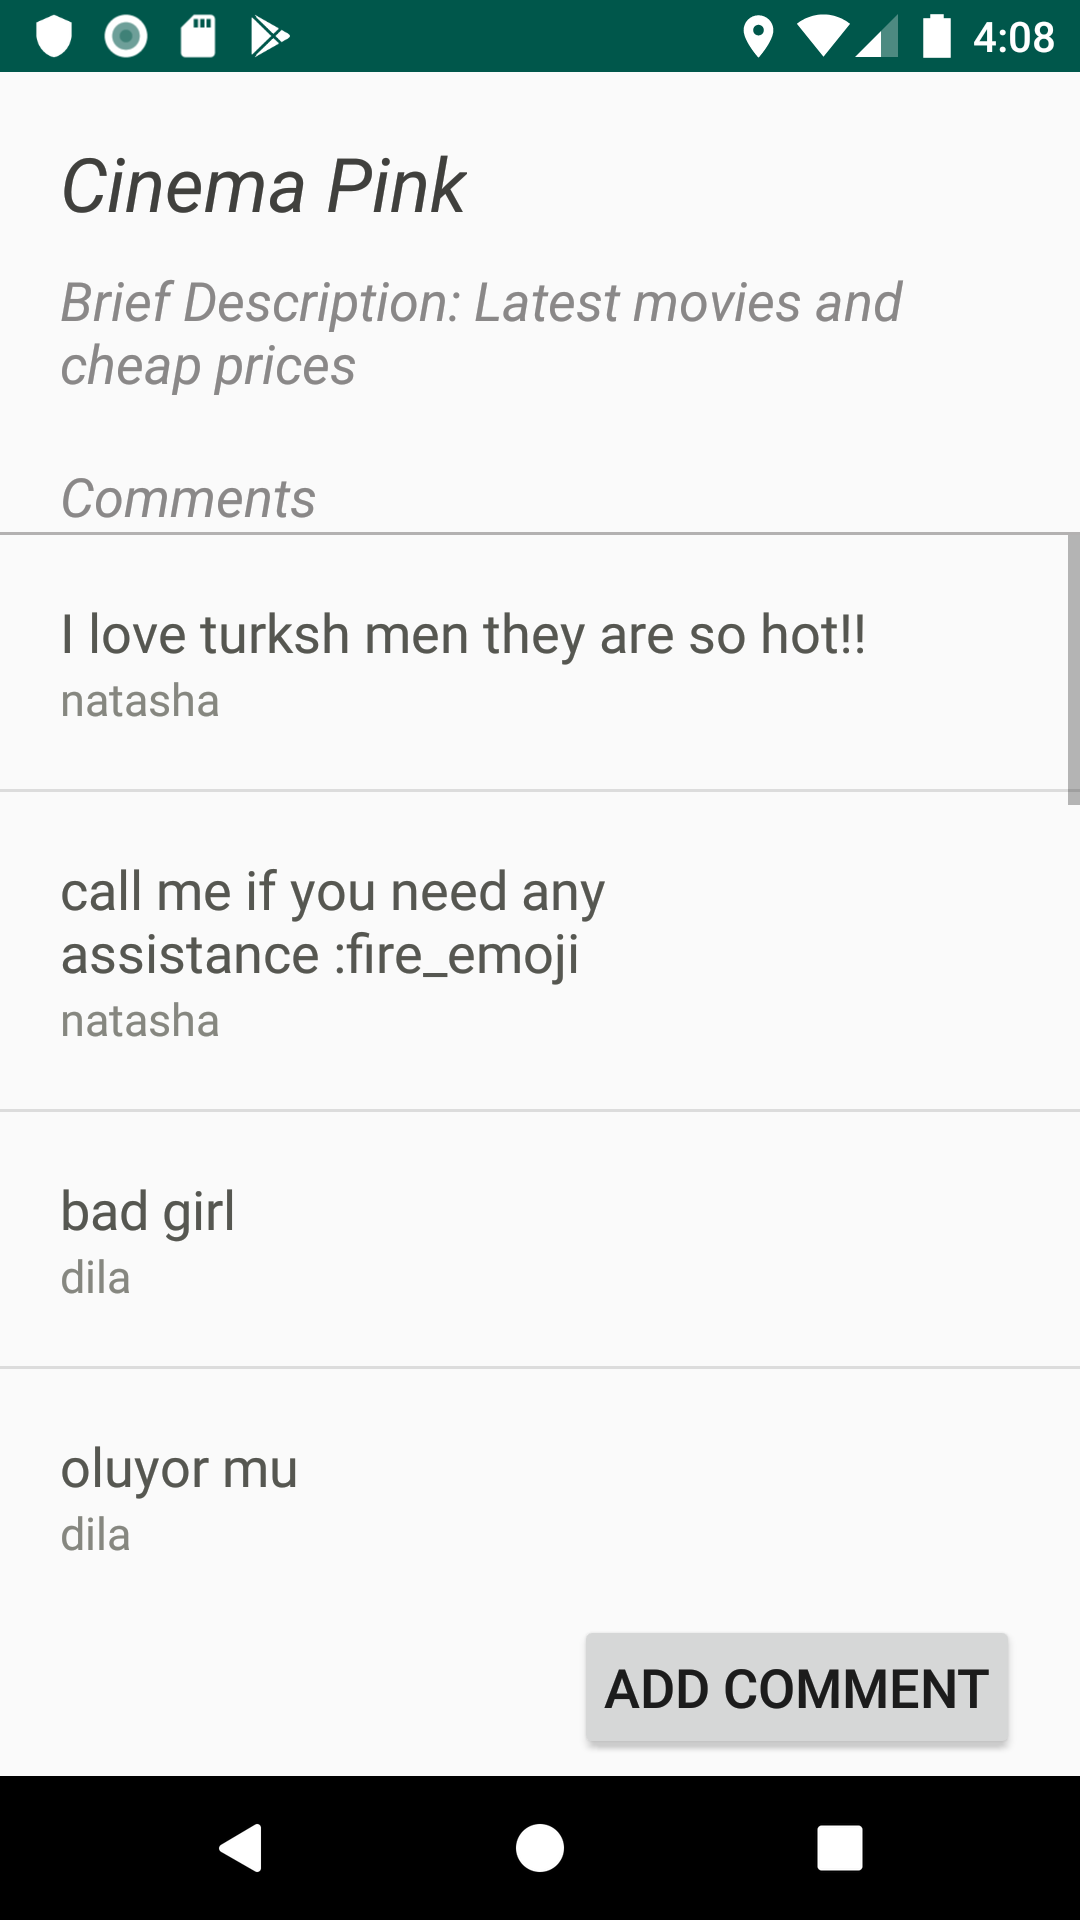 4:08
Cinema Pink
Brief Description: Latest movies and
cheap prices
Comments
I love turksh men they are so hot!!
natasha
call me if you need any
assistance :fire_emoji
natasha
bad girl
dila
oluyor mu
dila
ADD COMMENT